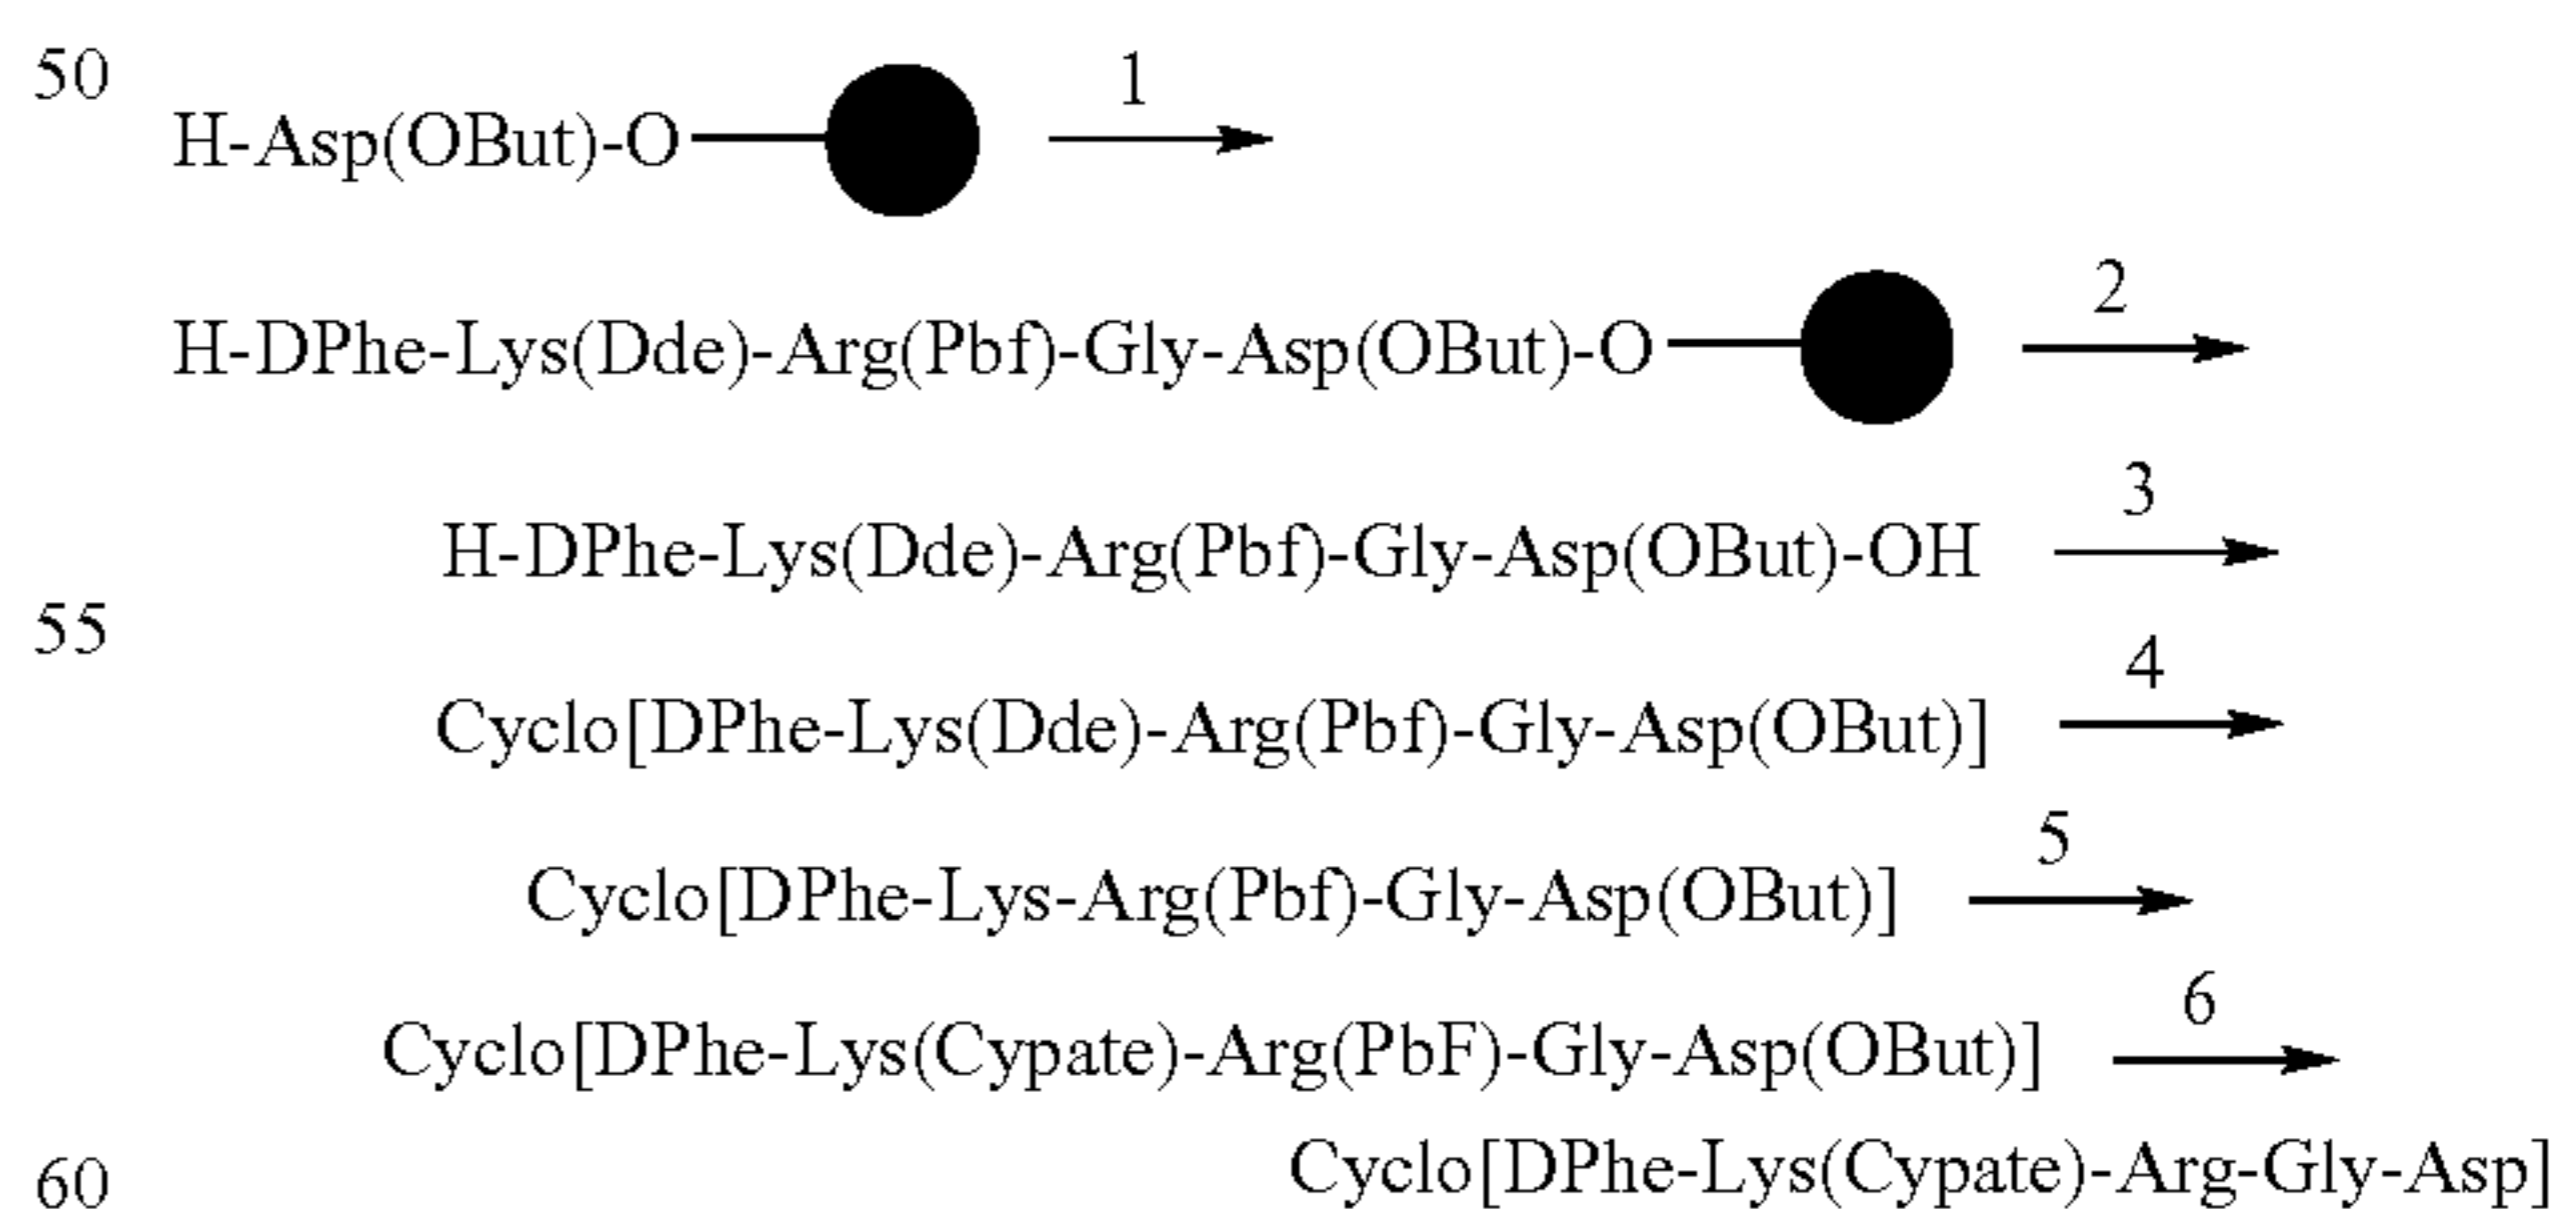 50
1
H-Asp(OBut)-O
2
H-DPhe-Lys(Dde)-Arg(Pbf)-Gly-Asp(OBut)-O
3
H-DPhe-Lys(Dde)-Arg(Pbf)-Gly-Asp(OBut)-OH
55
4
Cyclo[DPhe-Lys(Dde)-Arg(Pbf)-Gly-Asp(OBut)]
5
Cyclo[DPhe-Lys-Arg(Pbf)-Gly-Asp(OBut)]
6
Cyclo[DPhe-Lys(Cypate)-Arg(PbF)-Gly-Asp(OBut)]
Cyclo[DPhe-Lys(Cypate)-Arg-Gly-Asp]
60